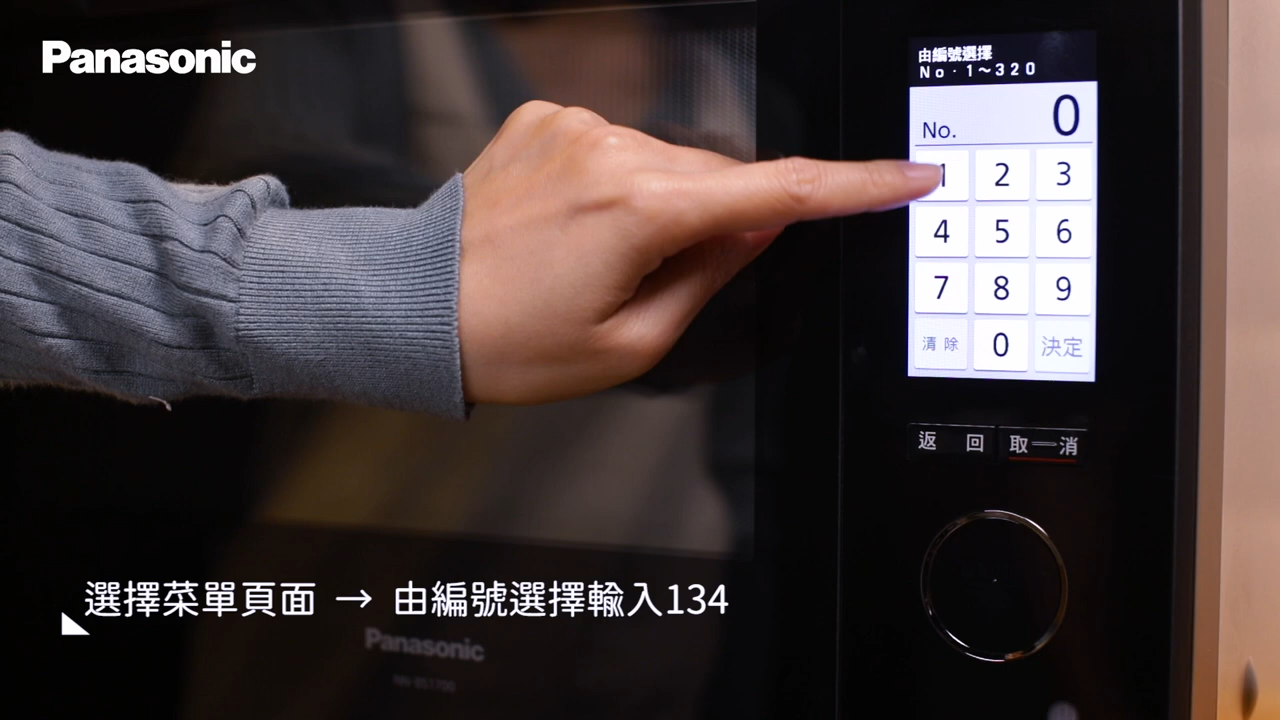 Panasonic
由編號選擇
No.1~320
No. 0
1 2 3
4 5 6
7 8 9
清除 0 決定
返回 取一消
選擇菜單頁面 → 由編號選擇輸入134
Panasonic